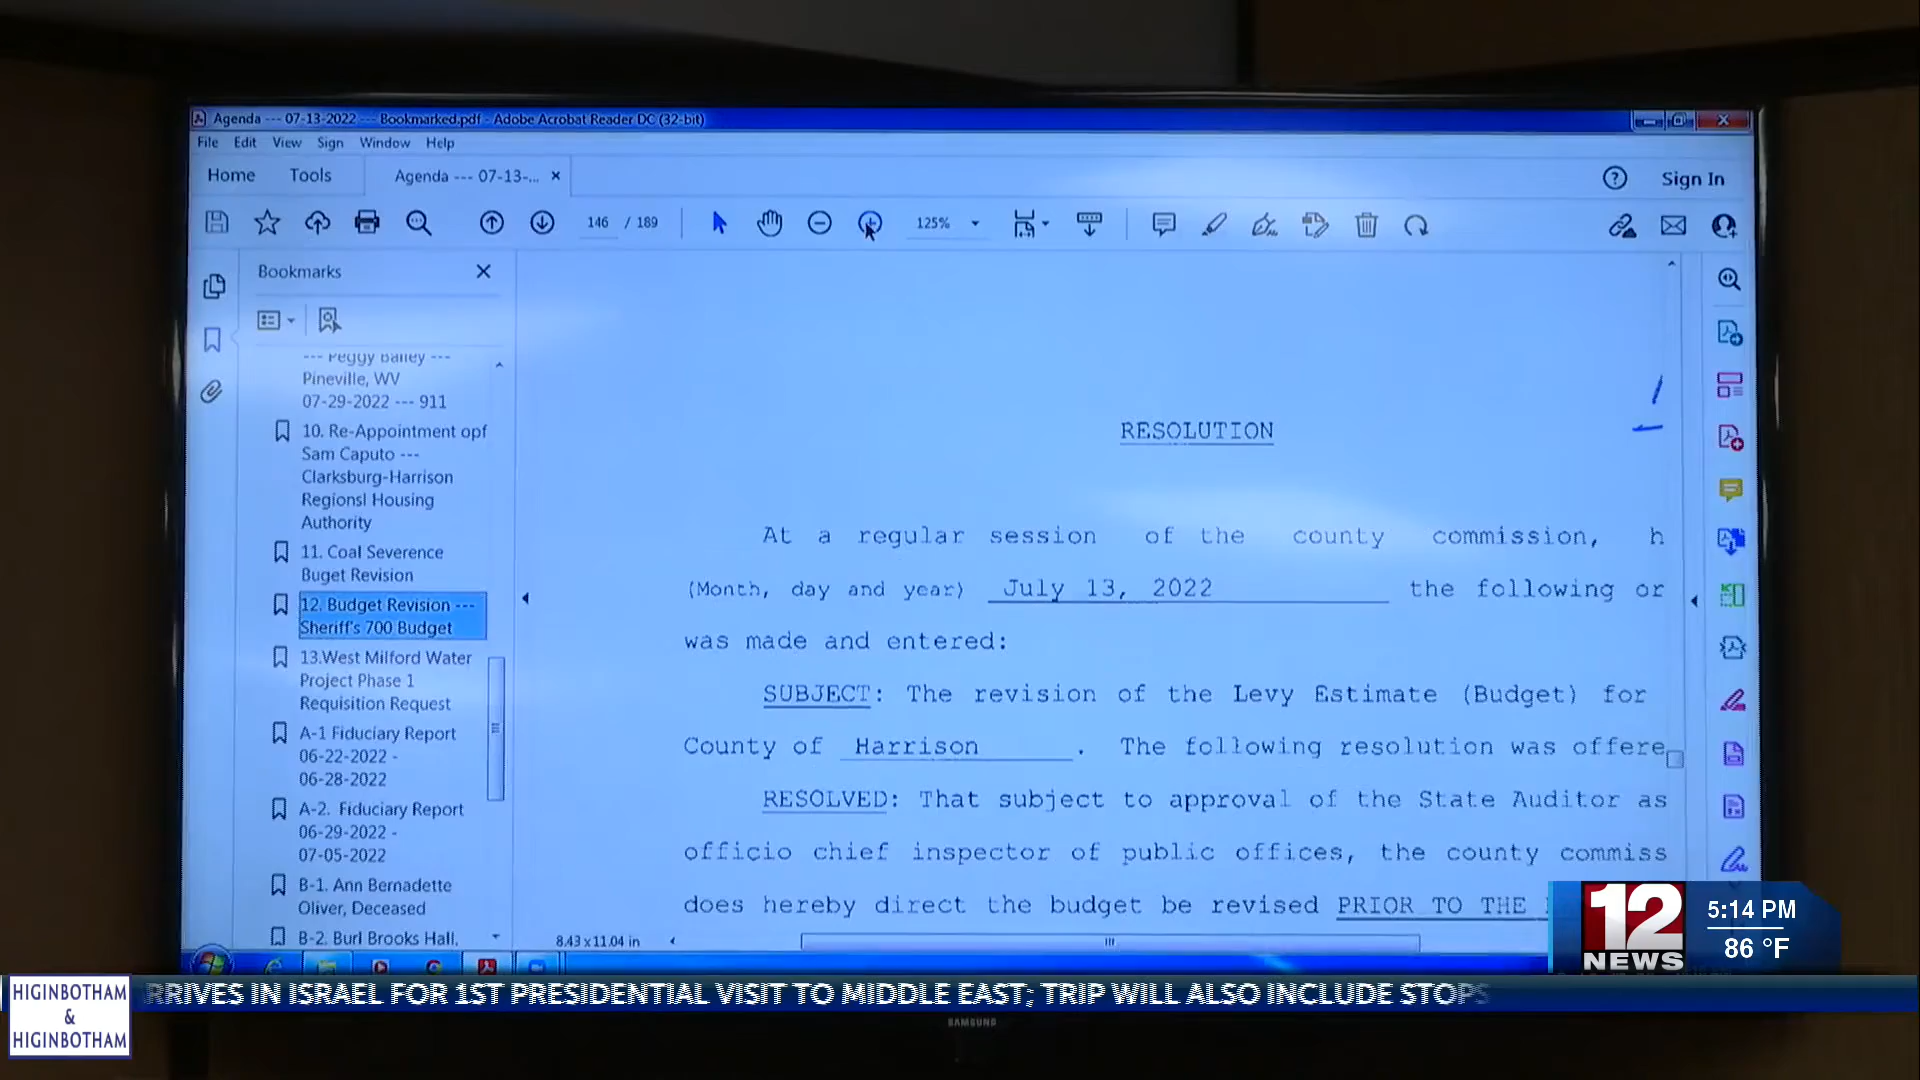 Agenda --- 07-13-2022 --- Bookmarked.pdf - Adobe Acrobat Reader DC (32-bit)
File Edit View Sign Window Help
Home Tools Agenda --- 07-13-...
Sign In
146 / 189
125%
Bookmarks
--- Peggy Bailey ---
Pineville, WV
07-29-2022 --- 911
10. Re-Appointment opf
Sam Caputo ---
Clarksburg-Harrison
Regionsl Housing
Authority
11. Coal Severence
Buget Revision
12. Budget Revision ---
Sheriff's 700 Budget
13.West Milford Water
Project Phase 1
Requisition Request
A-1 Fiduciary Report
06-22-2022 -
06-28-2022
A-2. Fiduciary Report
06-29-2022 -
07-05-2022
B-1. Ann Bernadette
Oliver, Deceased
B-2. Burl Brooks Hall,
RESOLUTION
At a regular session of the county commission, h
(Month, day and year) July 13, 2022 the following or
was made and entered:
SUBJECT: The revision of the Levy Estimate (Budget) for
County of Harrison . The following resolution was offere
RESOLVED: That subject to approval of the State Auditor as
officio chief inspector of public offices, the county commiss
does hereby direct the budget be revised PRIOR TO THE
8.43 x 11.04 in
12
NEWS
5:14 PM
86 °F
HIGINBOTHAM
&
HIGINBOTHAM
RRIVES IN ISRAEL FOR 1ST PRESIDENTIAL VISIT TO MIDDLE EAST; TRIP WILL ALSO INCLUDE STOPS
SAMSUNG